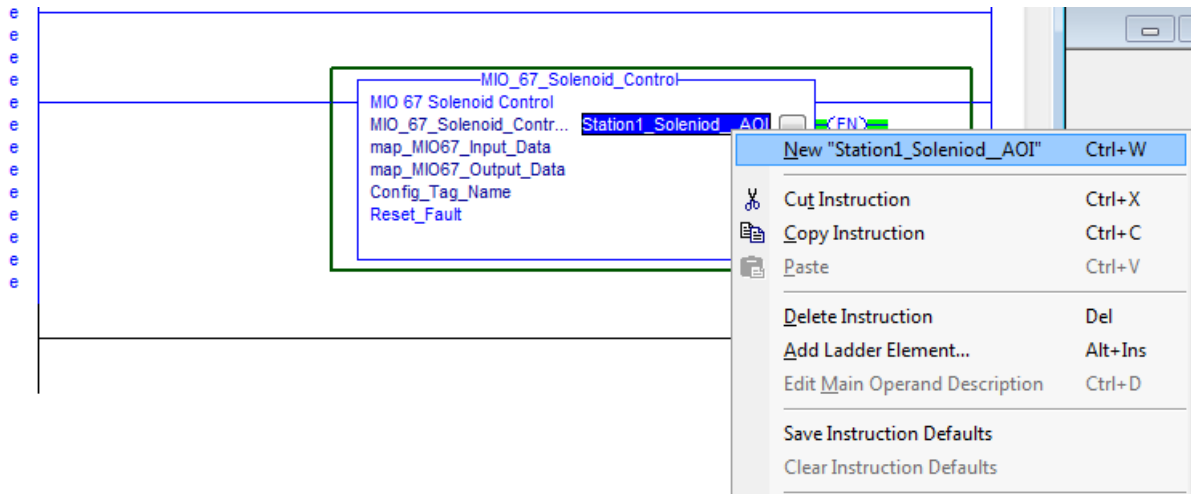 e
e
e
e
MIO_67_Solenoid_Control
e
MIO 67 Solenoid Control
e
MIO_67_Solenoid_Contr... Station1_Soleniod__AOI (EN)
e
map_MIO67_Input_Data
e
map_MIO67_Output_Data
e
Config_Tag_Name
e
Reset_Fault
e
e
e
New "Station1_Soleniod__AOI" Ctrl+W
Cut Instruction Ctrl+X
Copy Instruction Ctrl+C
Paste Ctrl+V
Delete Instruction Del
Add Ladder Element... Alt+Ins
Edit Main Operand Description Ctrl+D
Save Instruction Defaults
Clear Instruction Defaults